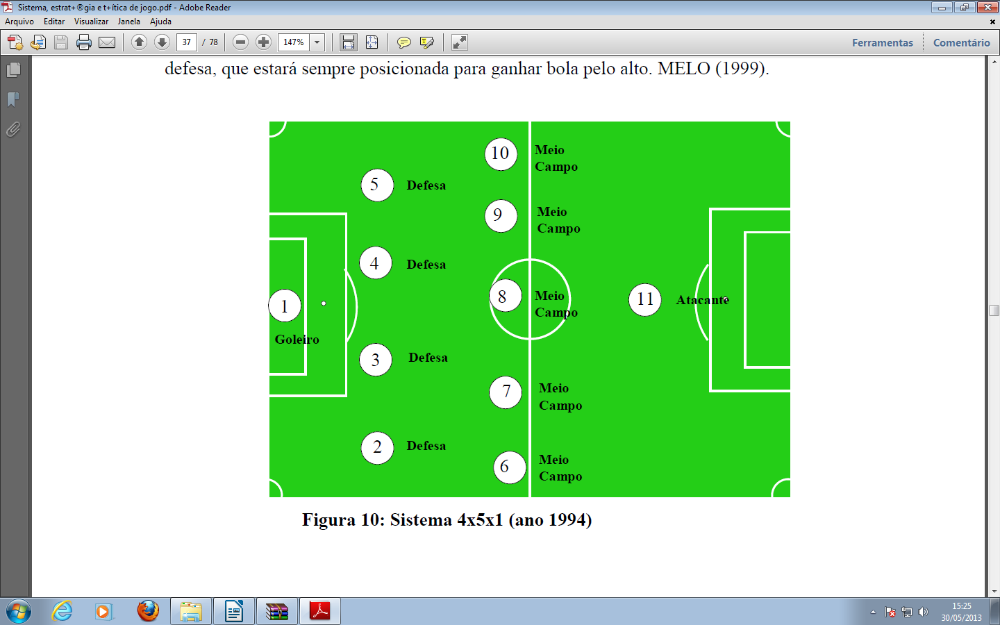 Sistema, estrat+®gia e t+ítica de jogo.pdf - Adobe Reader
Arquivo Editar Visualizar Janela Ajuda
37 / 78 147% Ferramentas Comentário
defesa, que estará sempre posicionada para ganhar bola pelo alto. MELO (1999).
10 Meio
Campo
5 Defesa
9 Meio
Campo
4 Defesa
8 Meio
Campo
11 Atacante
1
Goleiro
3 Defesa
7 Meio
Campo
2 Defesa
6 Meio
Campo
Figura 10: Sistema 4x5x1 (ano 1994)
15:25
30/05/2013